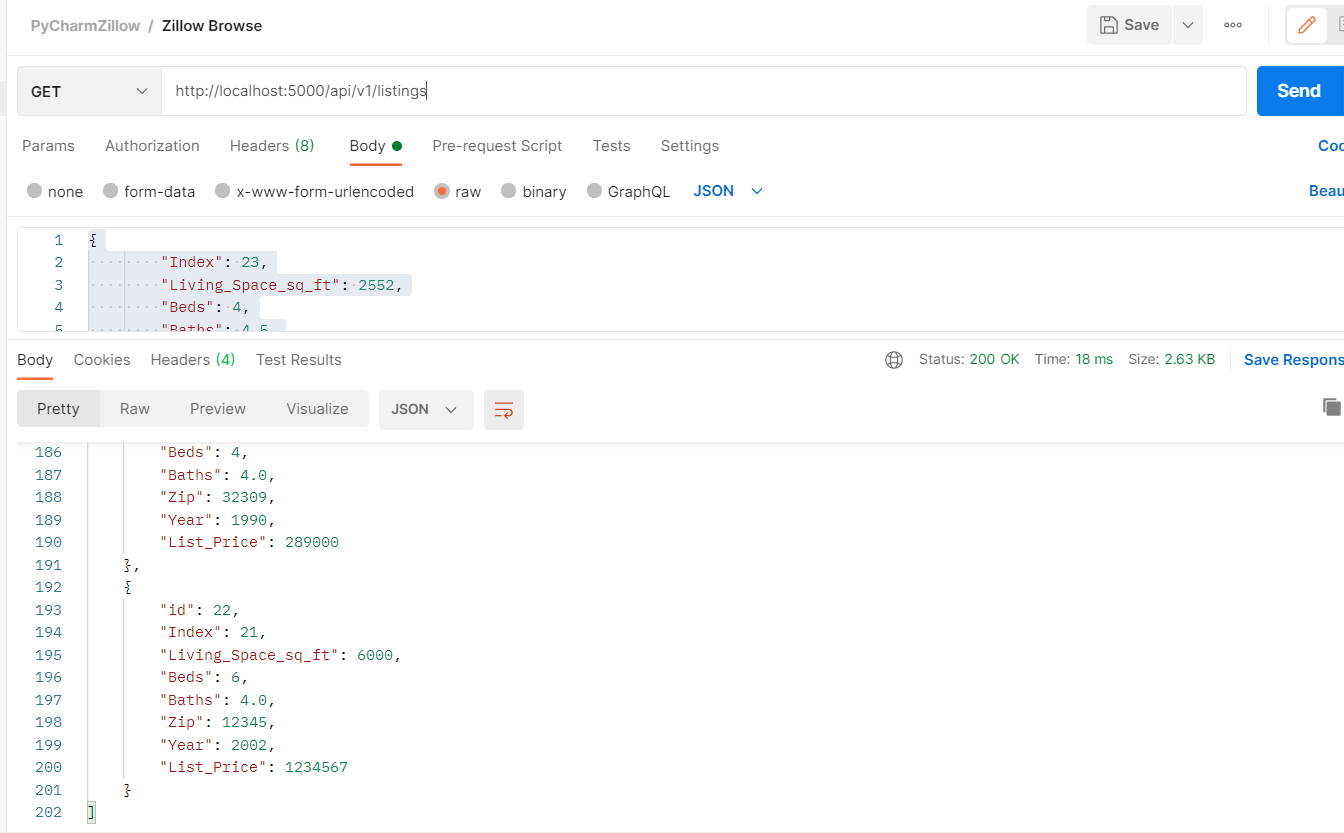 PyCharmZillow / Zillow Browse
Save
GET
http://localhost:5000/api/v1/listings
Send
Params Authorization Headers (8) Body Pre-request Script Tests Settings Coo
none form-data x-www-form-urlencoded raw binary GraphQL JSON Beau
1 {
2 "Index": 23,
3 "Living_Space_sq_ft": 2552,
4 "Beds": 4,
5 "Baths": 4.5,
Body Cookies Headers (4) Test Results Status: 200 OK Time: 18 ms Size: 2.63 KB Save Respons
Pretty Raw Preview Visualize JSON
186 "Beds": 4,
187 "Baths": 4.0,
188 "Zip": 32309,
189 "Year": 1990,
190 "List_Price": 289000
191 },
192 {
193 "id": 22,
194 "Index": 21,
195 "Living_Space_sq_ft": 6000,
196 "Beds": 6,
197 "Baths": 4.0,
198 "Zip": 12345,
199 "Year": 2002,
200 "List_Price": 1234567
201 }
202 ]